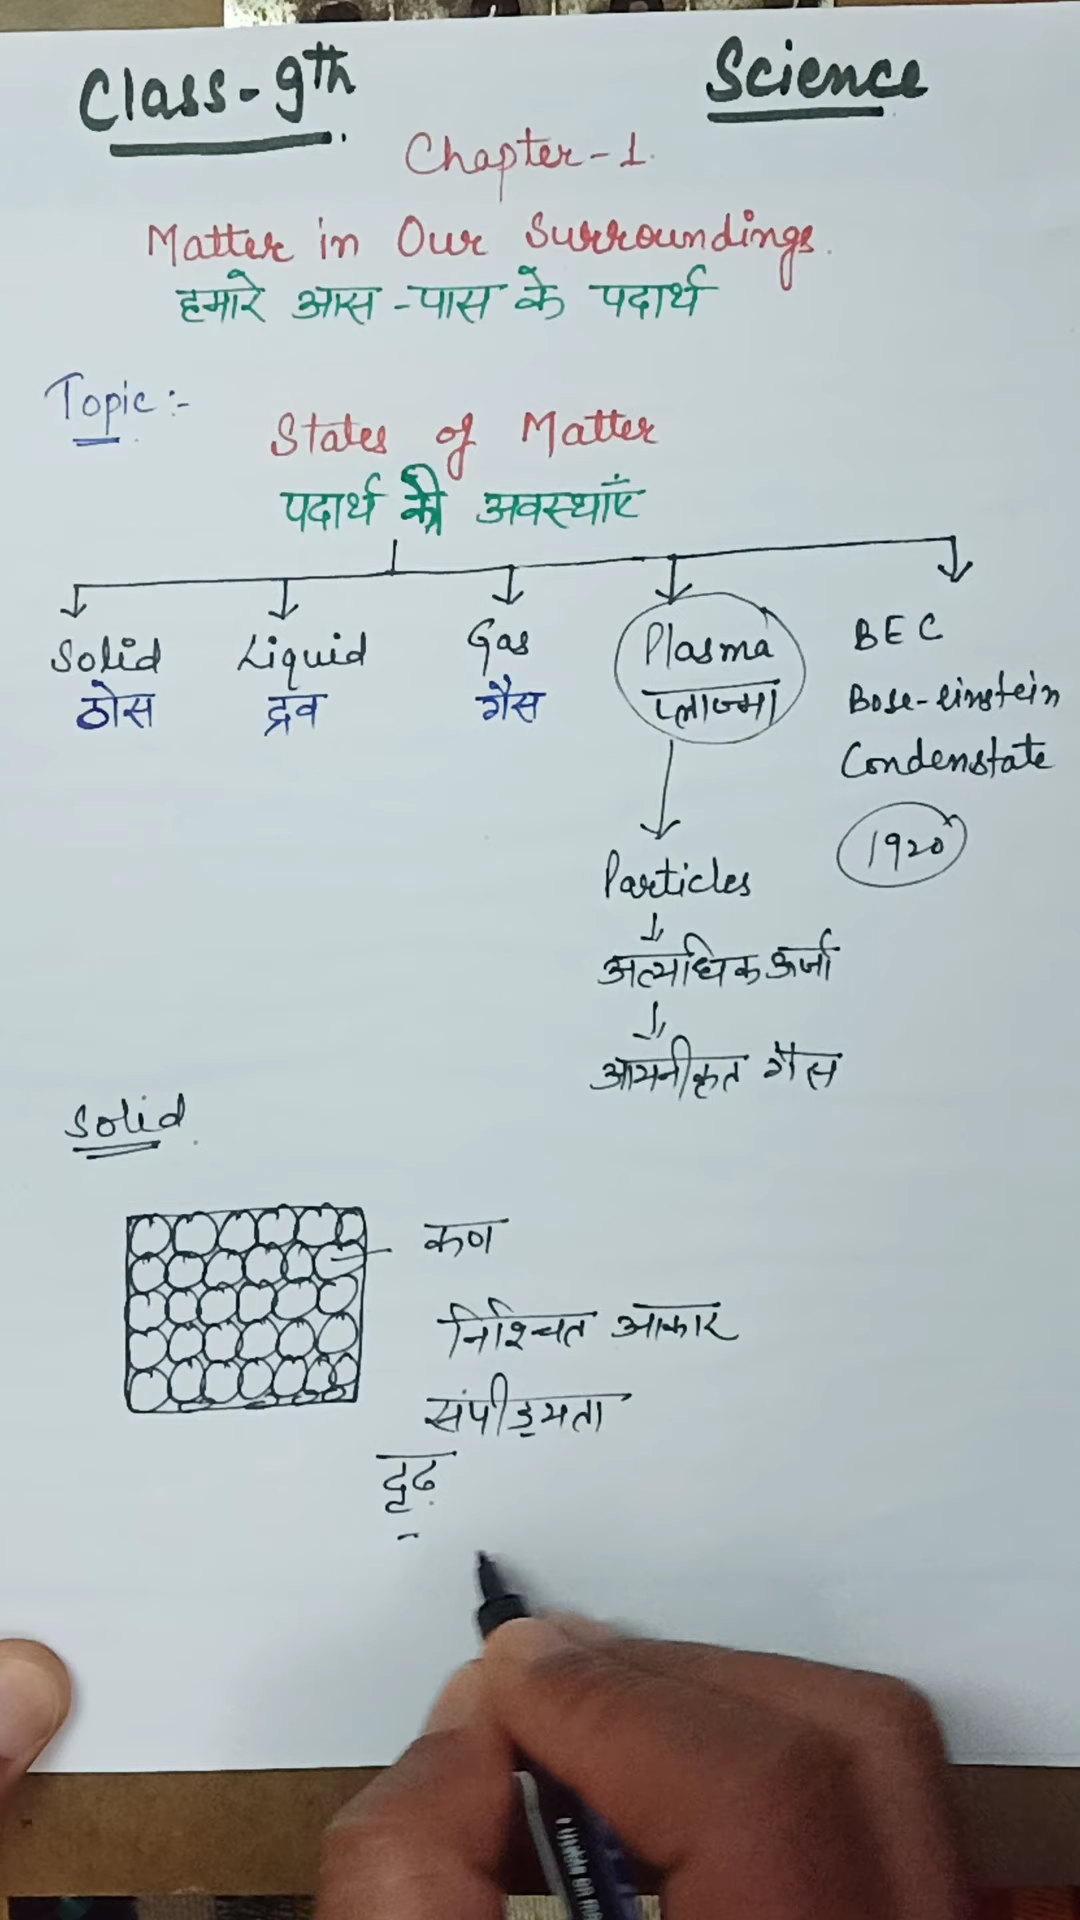 Class-9th
Science
Chapter-1.
Matter in Our Surroundings.
हमारे आस-पास के पदार्थ
Topic:-
States of Matter
पदार्थ की अवस्थाएँ
Solid
ठोस
Liquid
द्रव
Gas
गैस
Plasma
प्लाज्मा
BEC
Bose-einstein
Condenstate
1920
Particles
अत्यधिक ऊर्जा
आयनीकृत गैस
Solid
कण
निश्चित आकार
संपीड़यता
दृढ़